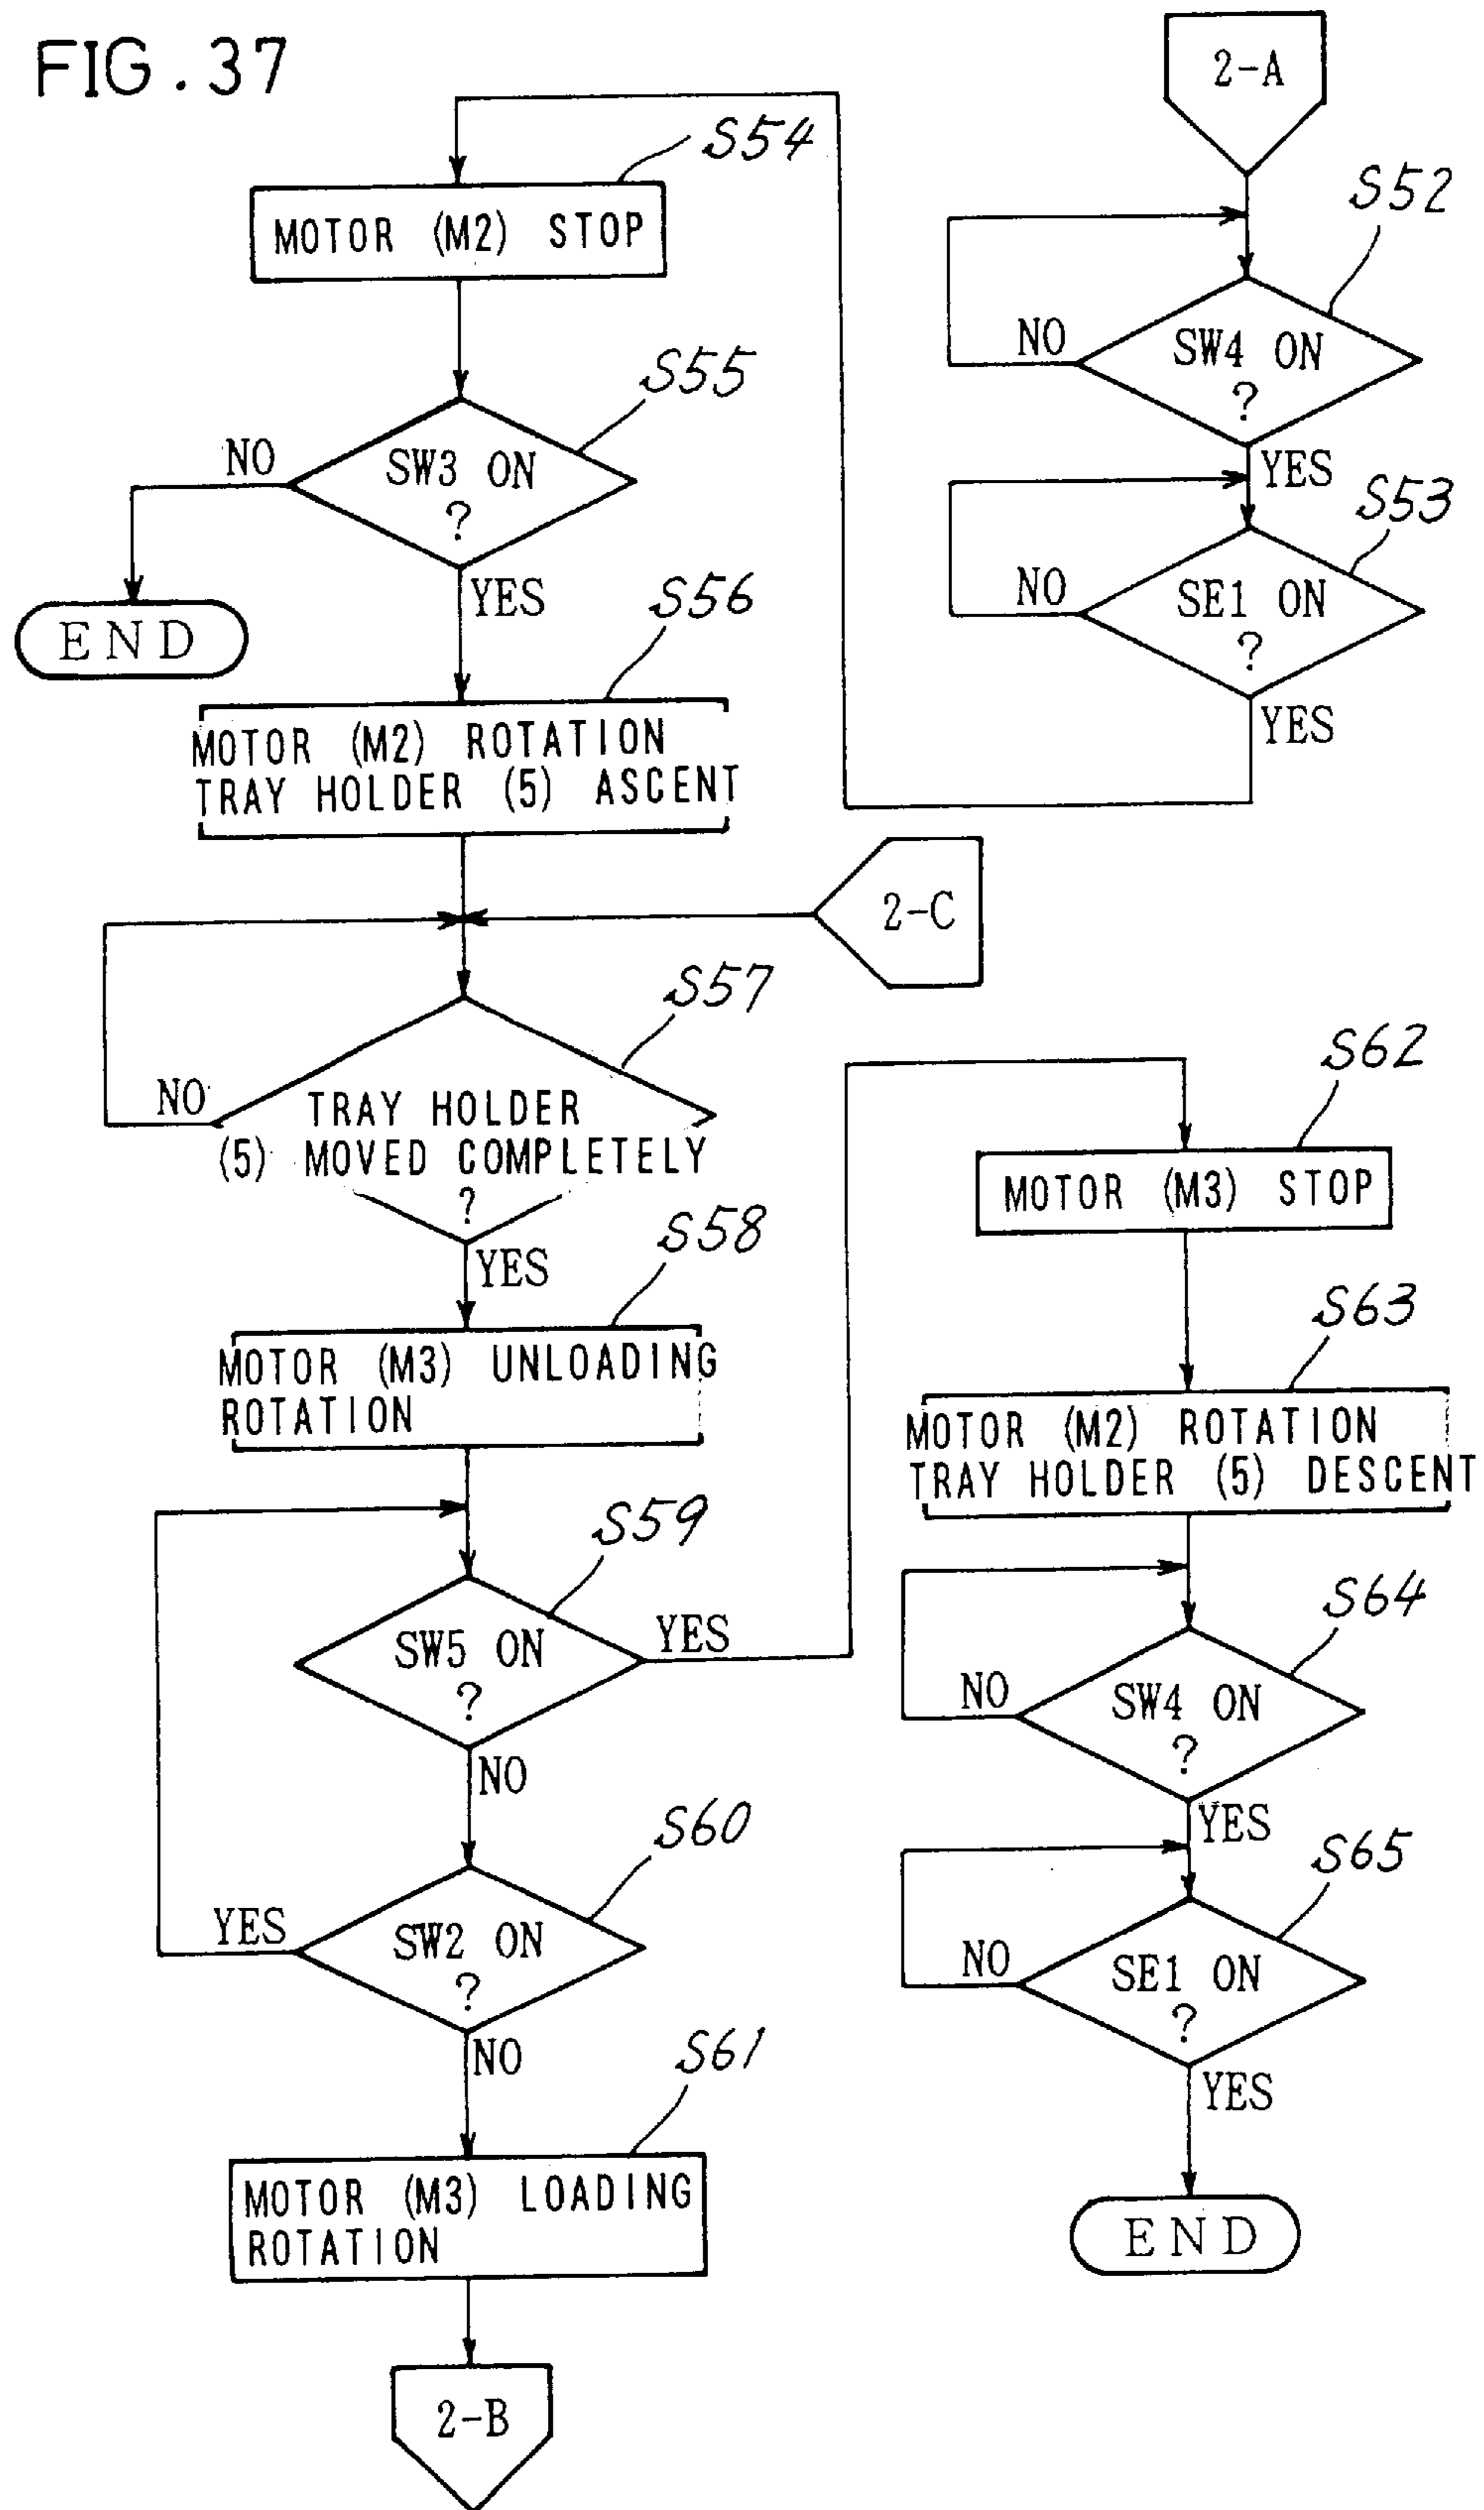 FIG. 37
2-A
S52
SW4 ON
?
NO
YES
S53
SE1 ON
?
NO
YES
S54
MOTOR (M2) STOP
S55
SW3 ON
?
NO
END
YES
S56
MOTOR (M2) ROTATION
TRAY HOLDER (5) ASCENT
2-C
S57
TRAY HOLDER
(5) MOVED COMPLETELY
?
NO
YES
S58
MOTOR (M3) UNLOADING
ROTATION
S59
SW5 ON
?
YES
NO
S60
SW2 ON
?
YES
NO
S61
MOTOR (M3) LOADING
ROTATION
2-B
S62
MOTOR (M3) STOP
S63
MOTOR (M2) ROTATION
TRAY HOLDER (5) DESCENT
S64
SW4 ON
?
NO
YES
S65
SE1 ON
?
NO
YES
END